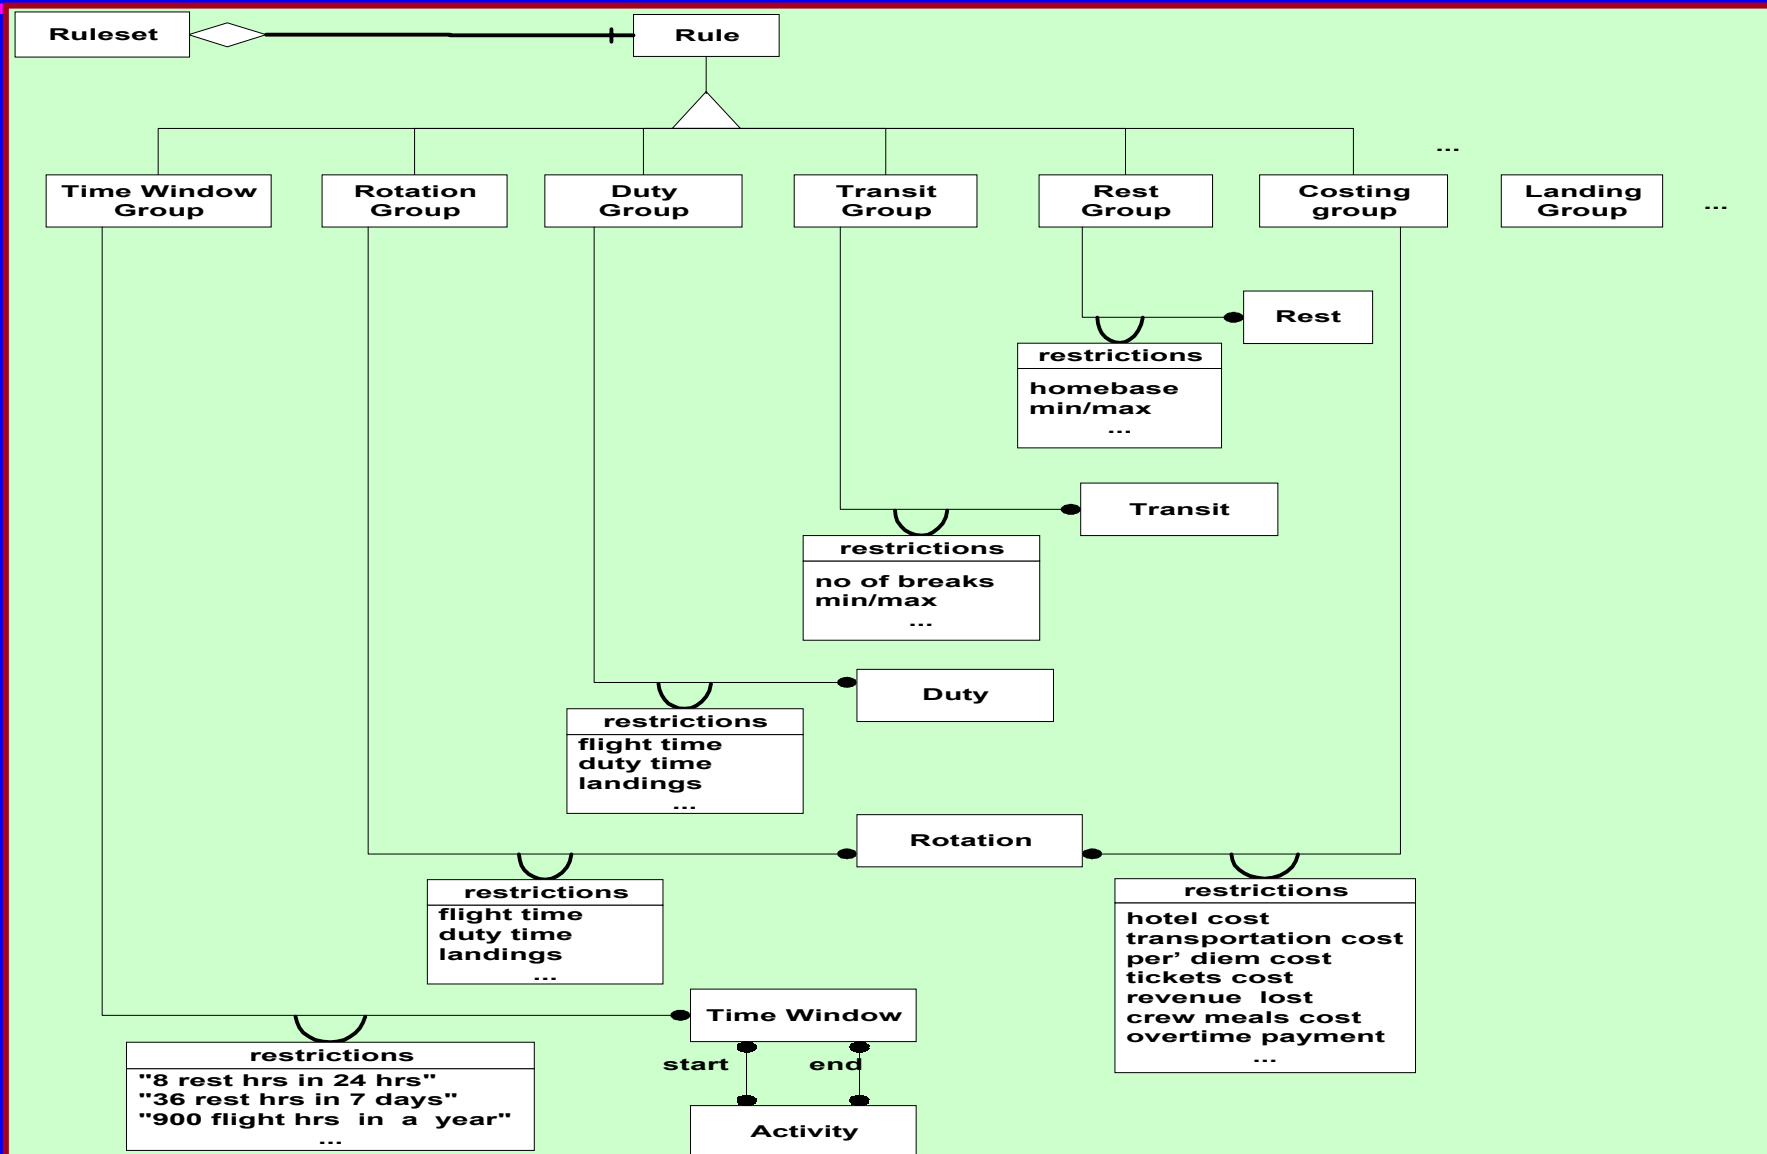 Ruleset
Rule
---
Time Window
Group
Rotation
Group
Duty
Group
Transit
Group
Rest
Group
Costing
group
Landing
Group
---
Rest
restrictions
homebase
min/max
---
Transit
restrictions
no of breaks
min/max
---
Duty
restrictions
flight time
duty time
landings
---
Rotation
restrictions
flight time
duty time
landings
---
restrictions
hotel cost
transportation cost
per' diem cost
tickets cost
revenue lost
crew meals cost
overtime payment
---
Time Window
start end
restrictions
"8 rest hrs in 24 hrs"
"36 rest hrs in 7 days"
"900 flight hrs in a year"
---
Activity